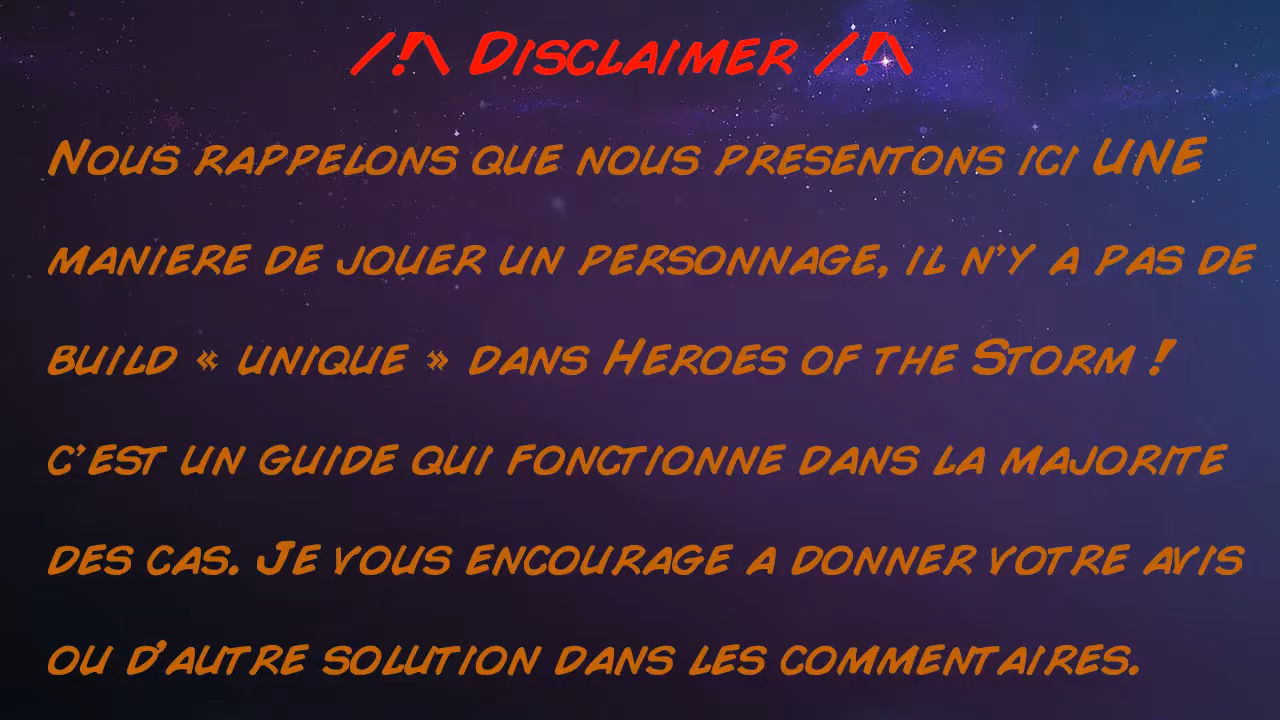 /!\ Disclaimer /!\
Nous rappelons que nous presentons ici UNE
maniere de jouer un personnage, il n'y a pas de
build « unique » dans Heroes of the Storm !
c'est un guide qui fonctionne dans la majorite
des cas. Je vous encourage a donner votre avis
ou d'autre solution dans les commentaires.